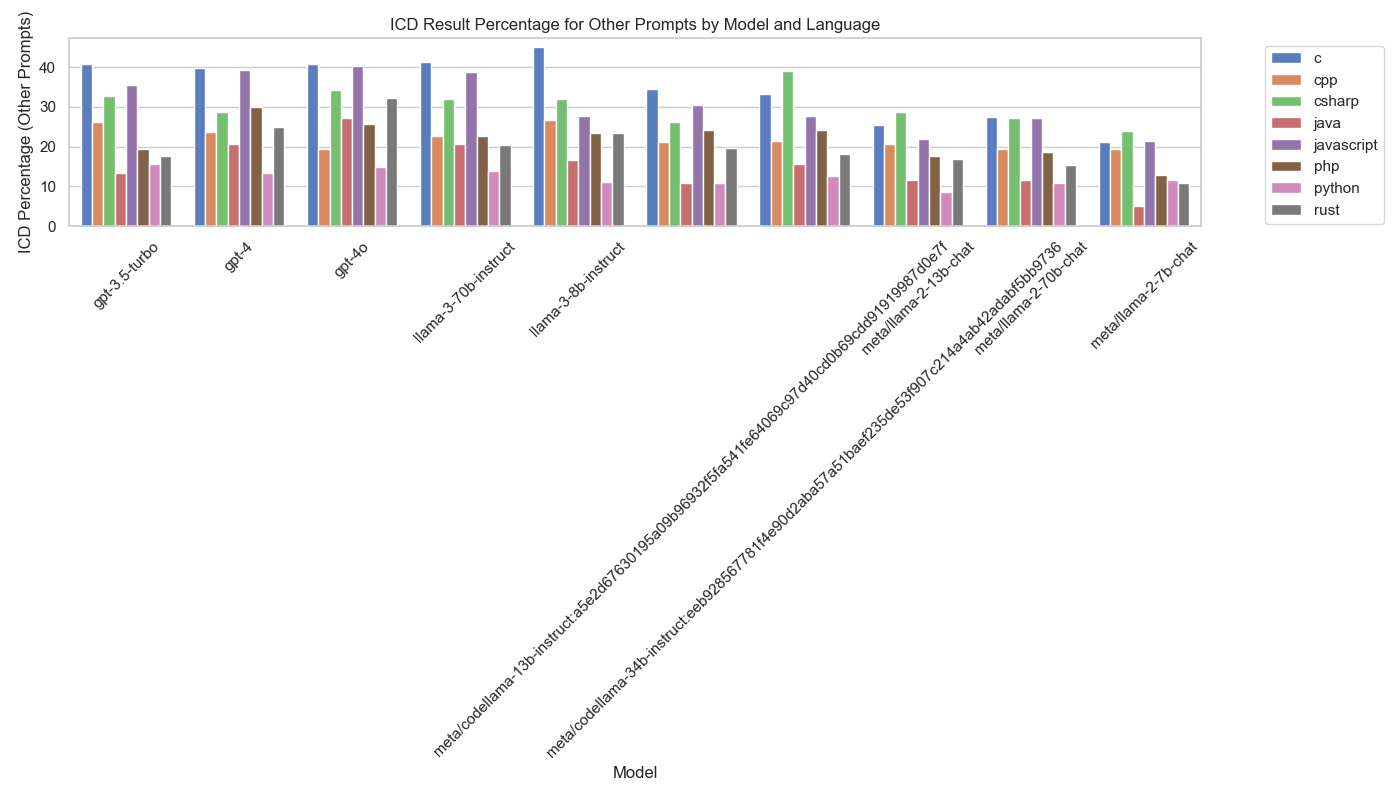 ICD Result Percentage for Other Prompts by Model and Language
ICD Percentage (Other Prompts)
40
30
20
10
0
gpt-3.5-turbo
gpt-4
gpt-4o
llama-3-70b-instruct
llama-3-8b-instruct
meta/codellama-13b-instruct:a5e2d67630195a09b96932f5fa541fe64069c97d40cd0b69cdd91919987d0e7f
meta/codellama-34b-instruct:eeb928567781f4e90d2aba57a51baef235de53f907c214a4ab42adabf5bb9736
meta/llama-2-13b-chat
meta/llama-2-70b-chat
meta/llama-2-7b-chat
Model
c
cpp
csharp
java
javascript
php
python
rust